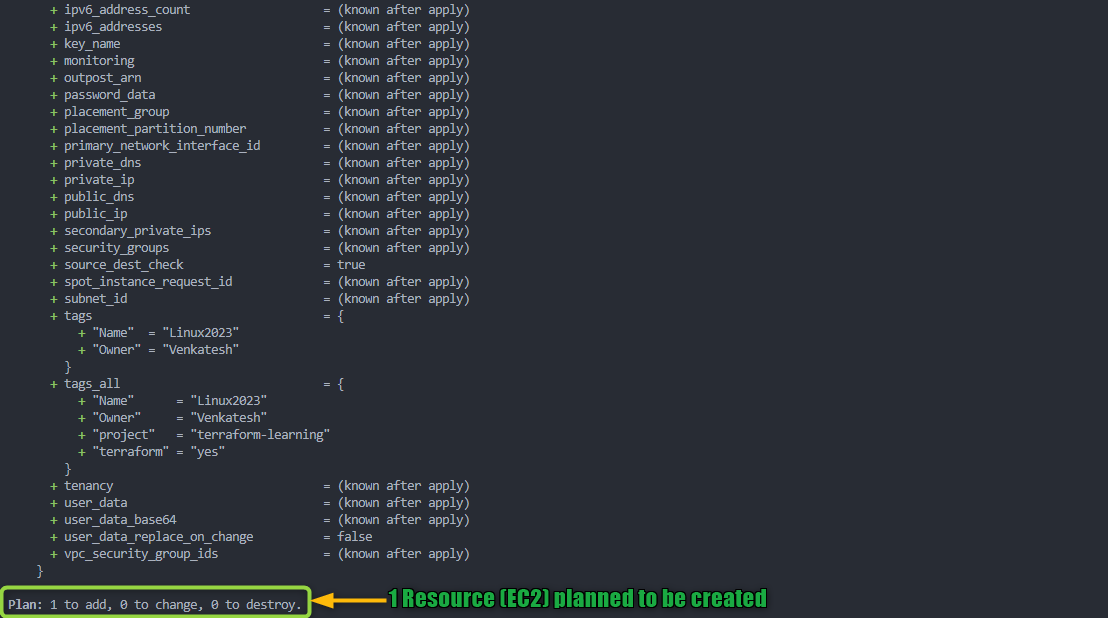 + ipv6_address_count = (known after apply)
+ ipv6_addresses = (known after apply)
+ key_name = (known after apply)
+ monitoring = (known after apply)
+ outpost_arn = (known after apply)
+ password_data = (known after apply)
+ placement_group = (known after apply)
+ placement_partition_number = (known after apply)
+ primary_network_interface_id = (known after apply)
+ private_dns = (known after apply)
+ private_ip = (known after apply)
+ public_dns = (known after apply)
+ public_ip = (known after apply)
+ secondary_private_ips = (known after apply)
+ security_groups = (known after apply)
+ source_dest_check = true
+ spot_instance_request_id = (known after apply)
+ subnet_id = (known after apply)
+ tags = {
+ "Name" = "Linux2023"
+ "Owner" = "Venkatesh"
}
+ tags_all = {
+ "Name" = "Linux2023"
+ "Owner" = "Venkatesh"
+ "project" = "terraform-learning"
+ "terraform" = "yes"
}
+ tenancy = (known after apply)
+ user_data = (known after apply)
+ user_data_base64 = (known after apply)
+ user_data_replace_on_change = false
+ vpc_security_group_ids = (known after apply)
}
Plan: 1 to add, 0 to change, 0 to destroy. 1 Resource (EC2) planned to be created